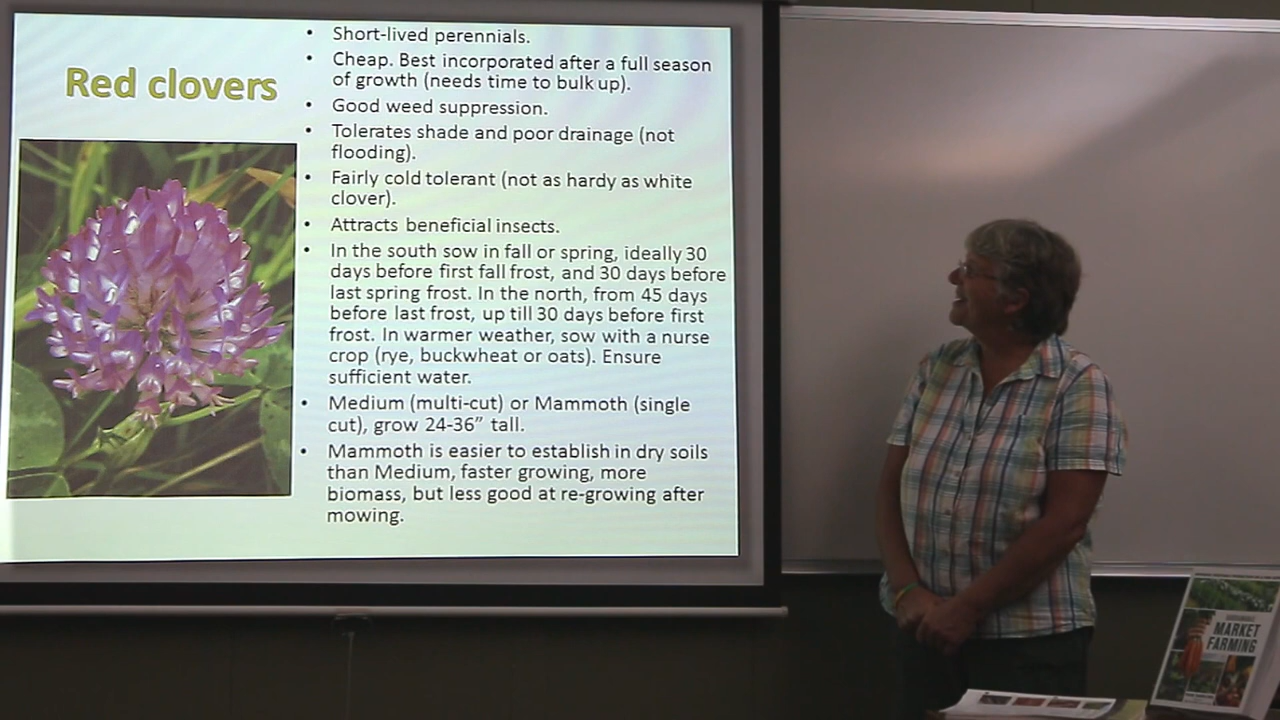 Red clovers
• Short-lived perennials.
• Cheap. Best incorporated after a full season
of growth (needs time to bulk up).
• Good weed suppression.
• Tolerates shade and poor drainage (not
flooding).
• Fairly cold tolerant (not as hardy as white
clover).
• Attracts beneficial insects.
• In the south sow in fall or spring, ideally 30
days before first fall frost, and 30 days before
last spring frost. In the north, from 45 days
before last frost, up till 30 days before first
frost. In warmer weather, sow with a nurse
crop (rye, buckwheat or oats). Ensure
sufficient water.
• Medium (multi-cut) or Mammoth (single
cut), grow 24-36” tall.
• Mammoth is easier to establish in dry soils
than Medium, faster growing, more
biomass, but less good at re-growing after
mowing.
MARKET
FARMING